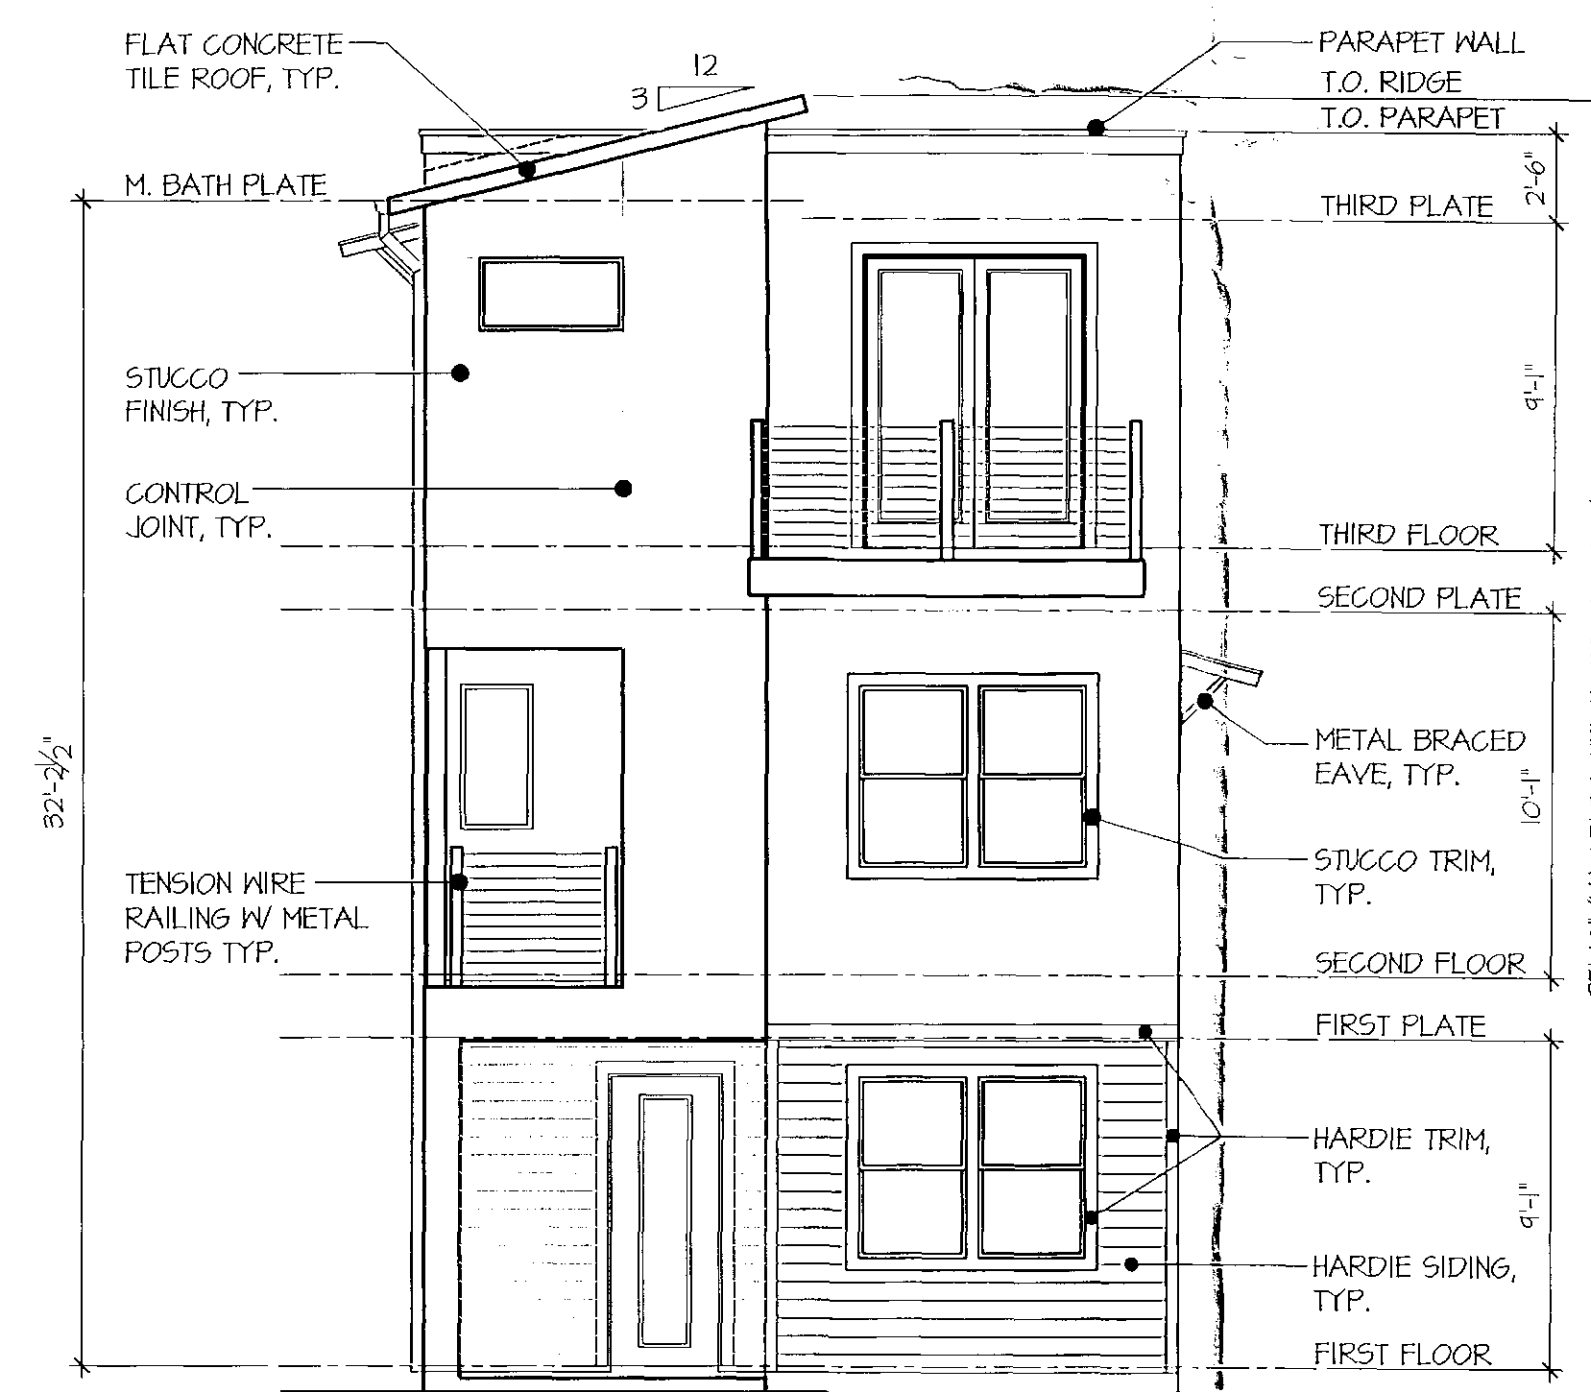 FLAT CONCRETE
TILE ROOF, TYP.
12
3
PARAPET WALL
T.O. RIDGE
T.O. PARAPET
M. BATH PLATE
2'-6"
THIRD PLATE
STUCCO
FINISH, TYP.
9'-1"
CONTROL
JOINT, TYP.
THIRD FLOOR
SECOND PLATE
32'-2½"
METAL BRACED
EAVE, TYP.
10'-1"
STUCCO TRIM,
TYP.
TENSION WIRE
RAILING W/ METAL
POSTS TYP.
SECOND FLOOR
FIRST PLATE
HARDIE TRIM,
TYP.
9'-1"
HARDIE SIDING,
TYP.
FIRST FLOOR